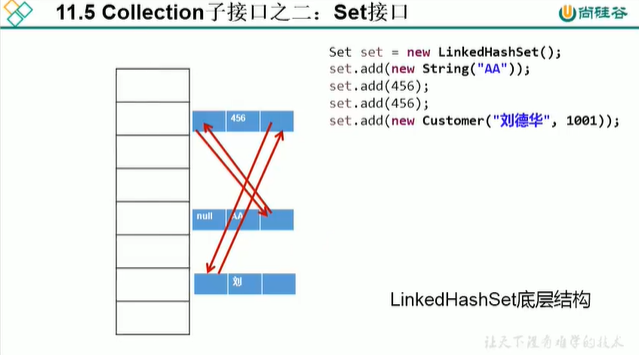 11.5 Collection子接口之二：Set接口
尚硅谷
Set set = new LinkedHashSet();
set.add(new String("AA"));
set.add(456);
set.add(456);
set.add(new Customer("刘德华", 1001));
456
null AA
刘
LinkedHashSet底层结构
让天下没有难学的技术